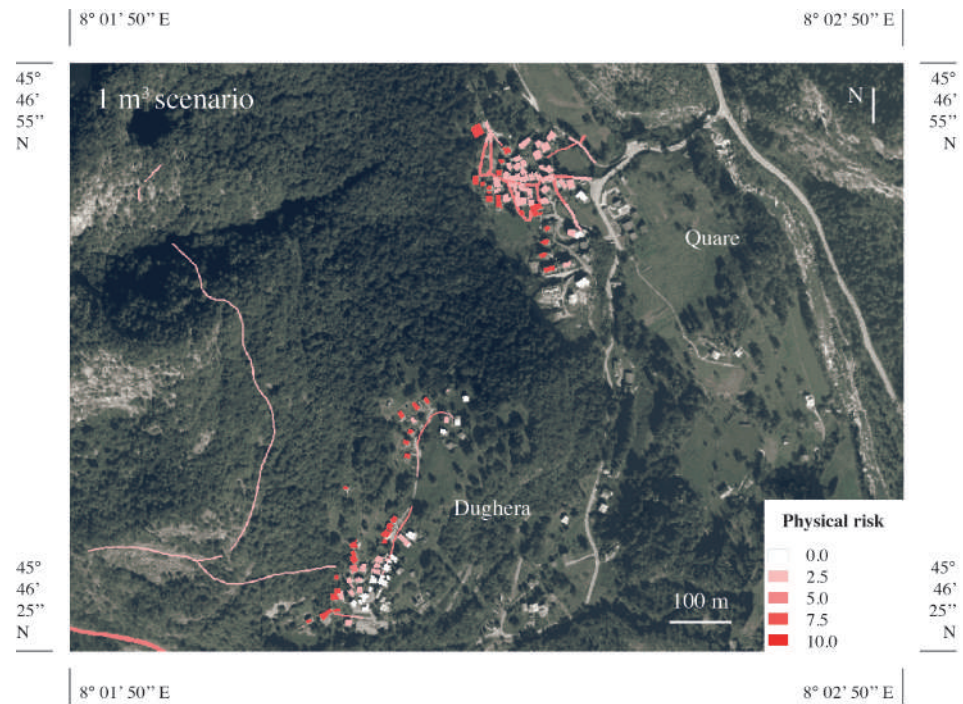 8° 01' 50'' E
8° 02' 50'' E
45°
46'
55''
N
45°
46'
55''
N
1 m³ scenario
N
Quare
Dughera
Physical risk
0.0
2.5
5.0
7.5
10.0
100 m
45°
46'
25''
N
45°
46'
25''
N
8° 01' 50'' E
8° 02' 50'' E